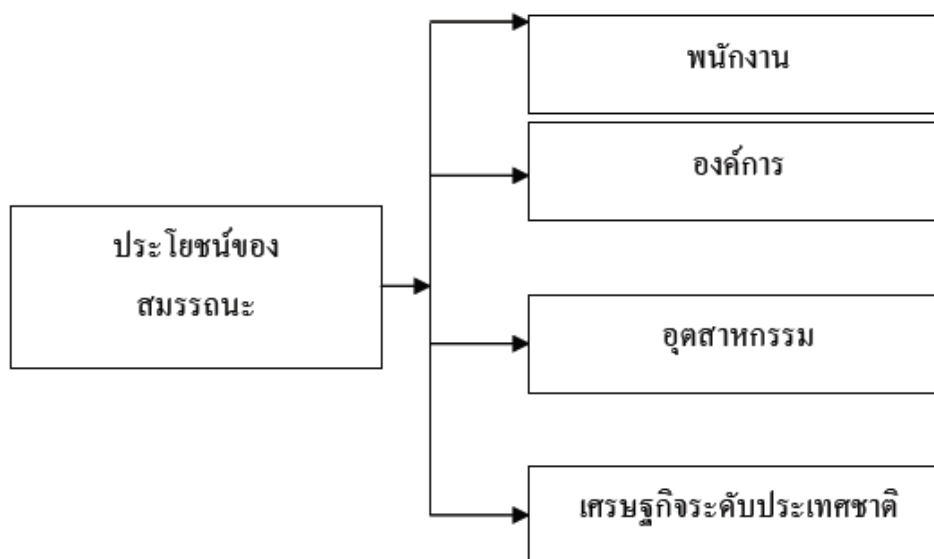 พนักงาน
องค์การ
ประโยชน์ของ
สมรรถนะ
อุตสาหกรรม
เศรษฐกิจระดับประเทศชาติ